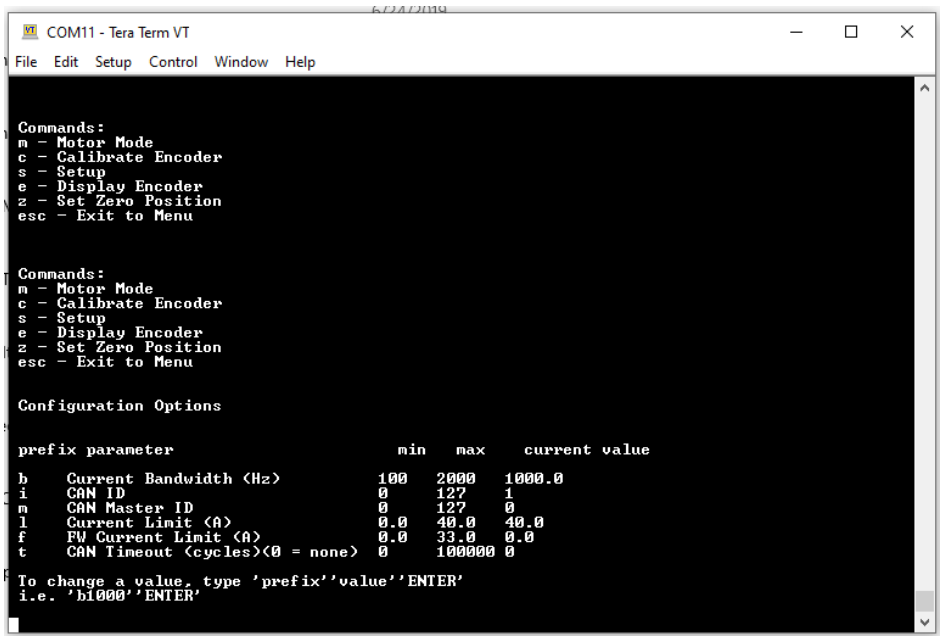 6/24/2019
COM11 - Tera Term VT
File Edit Setup Control Window Help
Commands:
m - Motor Mode
c - Calibrate Encoder
s - Setup
e - Display Encoder
z - Set Zero Position
esc - Exit to Menu
Commands:
m - Motor Mode
c - Calibrate Encoder
s - Setup
e - Display Encoder
z - Set Zero Position
esc - Exit to Menu
Configuration Options
prefix parameter min max current value
b Current Bandwidth (Hz) 100 2000 1000.0
i CAN ID 0 127 1
m CAN Master ID 0 127 0
l Current Limit (A) 0.0 40.0 40.0
f FW Current Limit (A) 0.0 33.0 0.0
t CAN Timeout (cycles)(0 = none) 0 100000 0
To change a value, type 'prefix''value''ENTER'
i.e. 'b1000''ENTER'